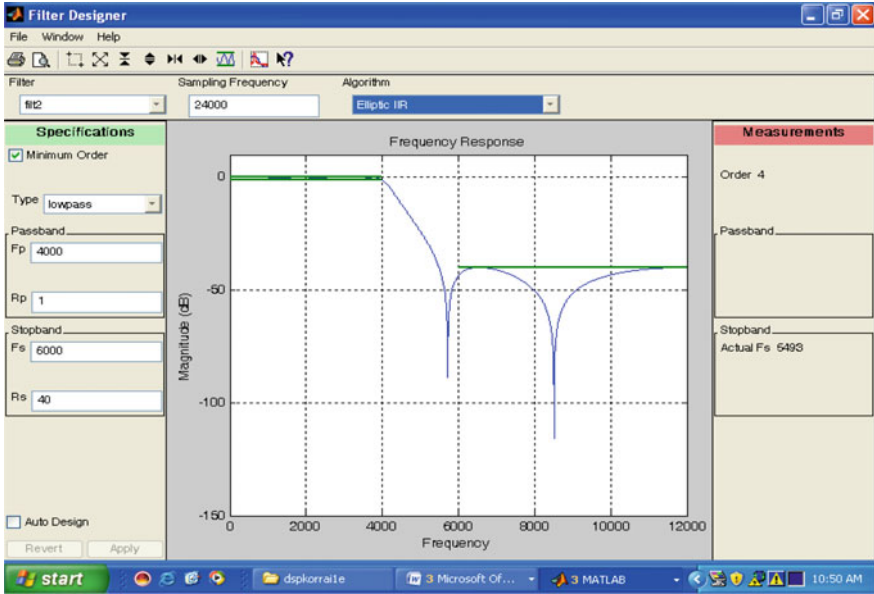 Filter Designer
File Window Help
Filter
filt2
Sampling Frequency
24000
Algorithm
Elliptic IIR
Specifications
Minimum Order
Type lowpass
Passband
Fp 4000
Rp 1
Stopband
Fs 6000
Rs 40
Auto Design
Revert Apply
Frequency Response
Magnitude (dB)
0
-50
-100
-150
0 2000 4000 6000 8000 10000 12000
Frequency
Measurements
Order 4
Passband
Stopband
Actual Fs 5493
start
dspkorrai1e
3 Microsoft Of...
3 MATLAB
10:50 AM